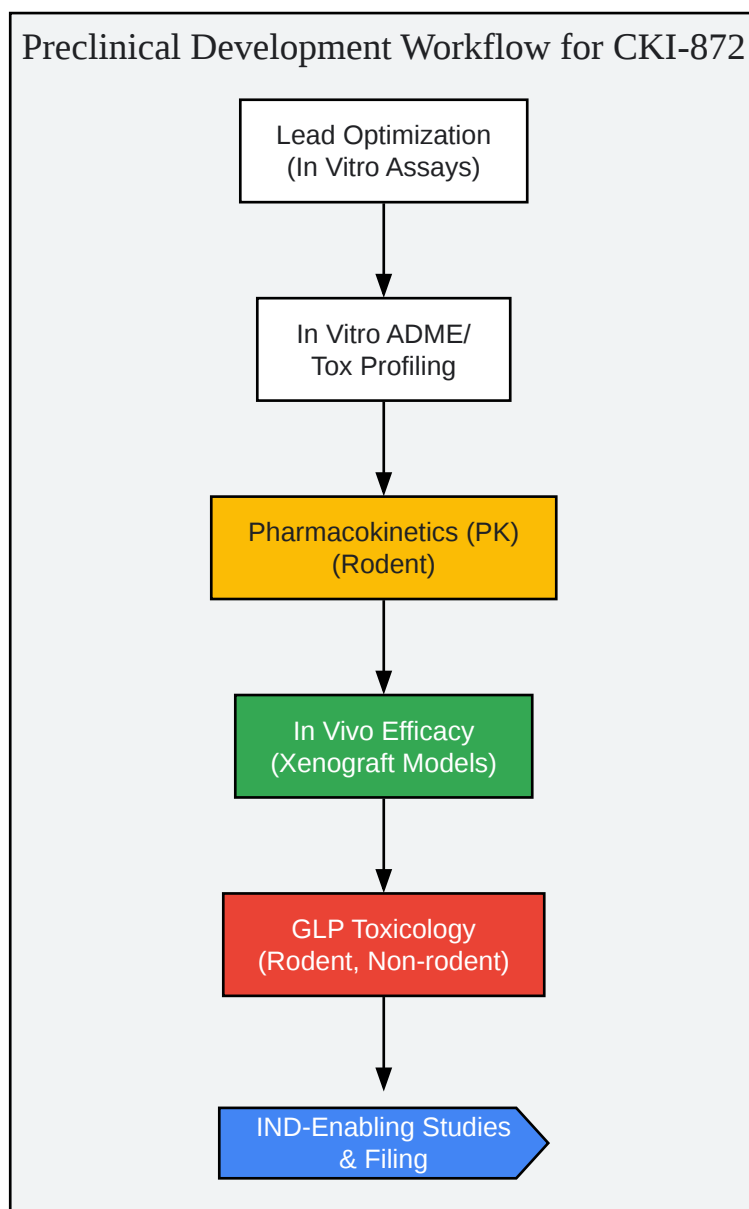 Preclinical Development Workflow for CKI-872
Lead Optimization
(In Vitro Assays)
In Vitro ADME/
Tox Profiling
Pharmacokinetics (PK)
(Rodent)
In Vivo Efficacy
(Xenograft Models)
GLP Toxicology
(Rodent, Non-rodent)
IND-Enabling Studies
& Filing